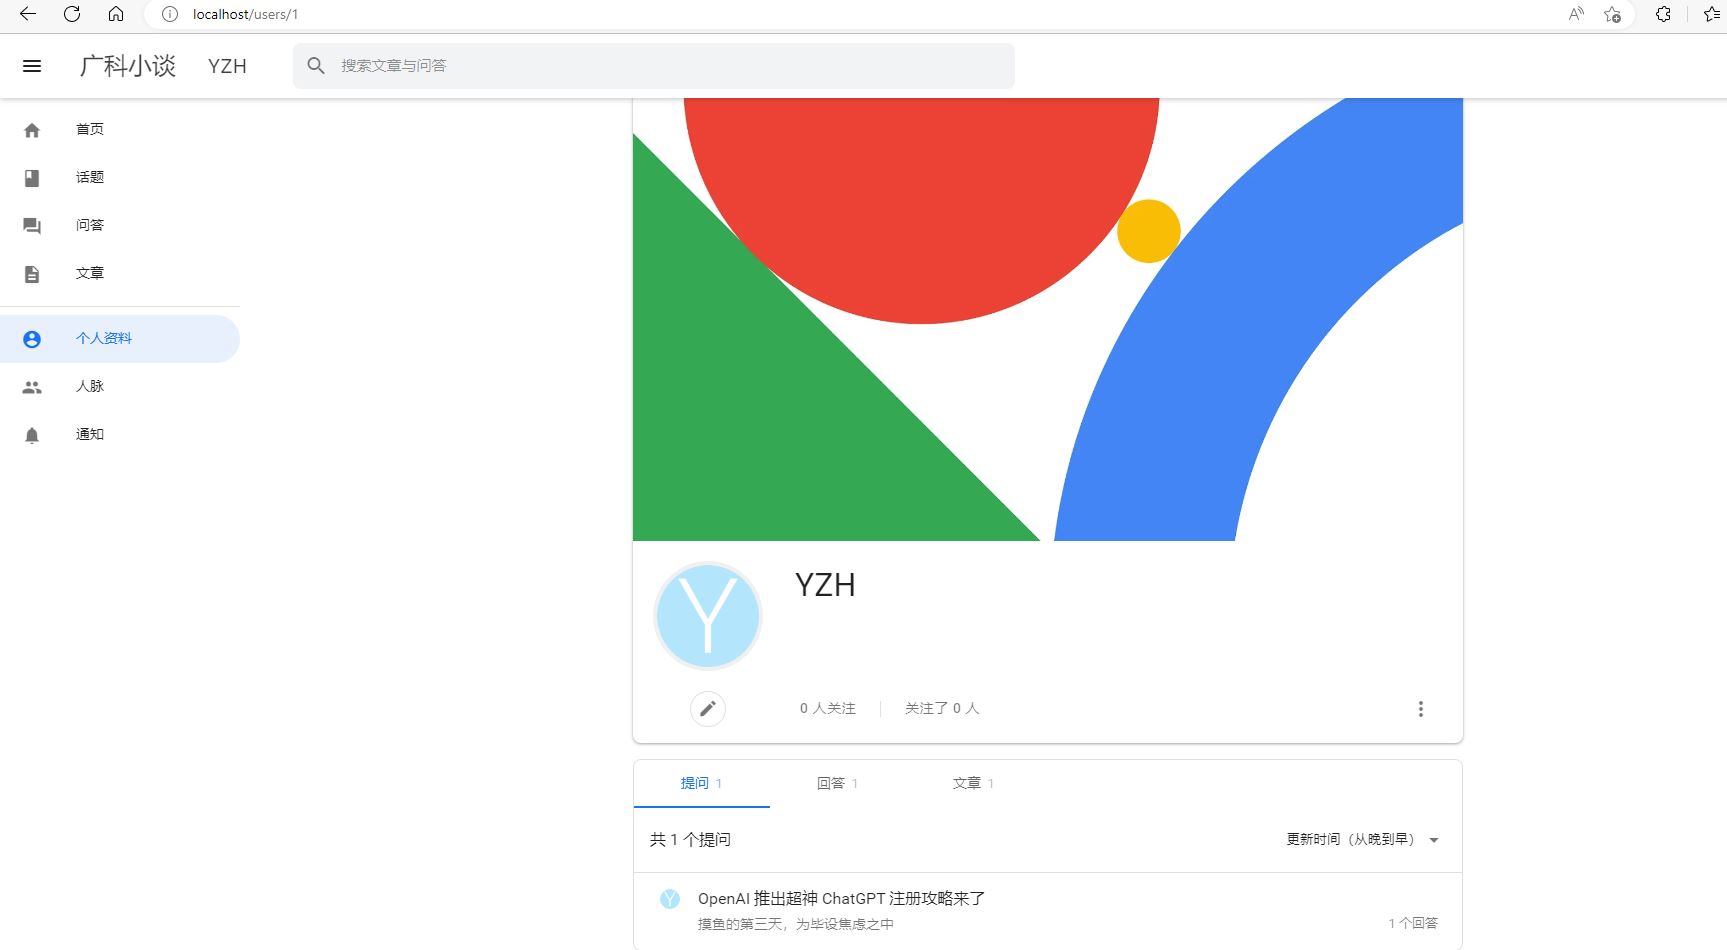 localhost/users/1
广科小谈 YZH 搜索文章与问答
首页
话题
问答
文章
个人资料
人脉
通知
Y
YZH
0 人关注 关注了 0 人
提问 1 回答 1 文章 1
共 1 个提问 更新时间（从晚到早）
Y OpenAI 推出超神 ChatGPT 注册攻略来了
摸鱼的第三天，为毕设焦虑之中 1 个回答